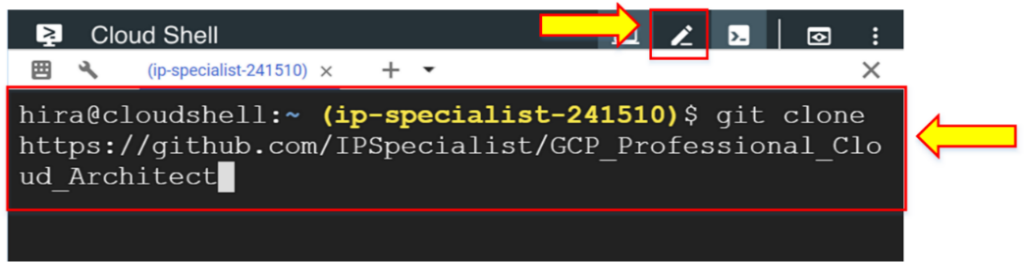 Cloud Shell
(ip-specialist-241510)
hira@cloudshell:~ (ip-specialist-241510)$ git clone
https://github.com/IPSpecialist/GCP_Professional_Clo
ud_Architect